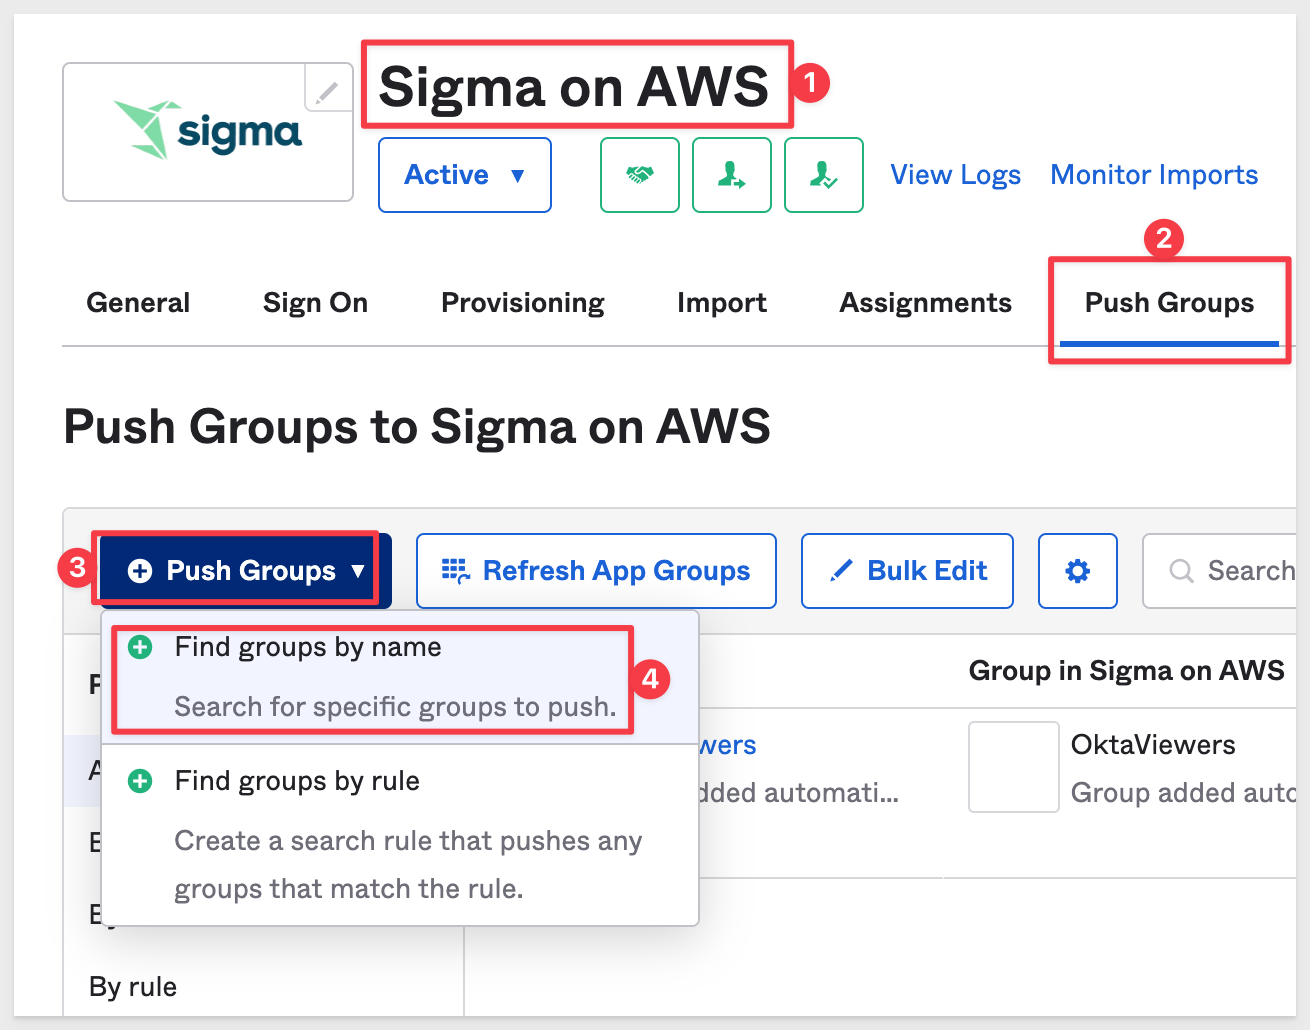 Sigma on AWS
1
sigma
Active
View Logs
Monitor Imports
2
General
Sign On
Provisioning
Import
Assignments
Push Groups
Push Groups to Sigma on AWS
3
Push Groups
Refresh App Groups
Bulk Edit
Search
Find groups by name
Search for specific groups to push.
4
Group in Sigma on AWS
Find groups by rule
Create a search rule that pushes any
groups that match the rule.
wers
dded automati...
OktaViewers
Group added auto
By rule